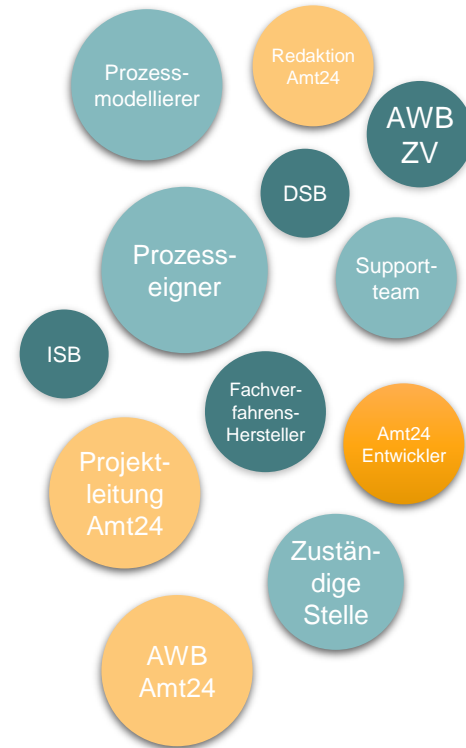 Prozess-
modellierer
Redaktion
Amt24
AWB
ZV
DSB
Prozess-
eigner
Support-
team
ISB
Fachver-
fahrens-
Hersteller
Amt24
Entwickler
Projekt-
leitung
Amt24
Zustän-
dige
Stelle
AWB
Amt24